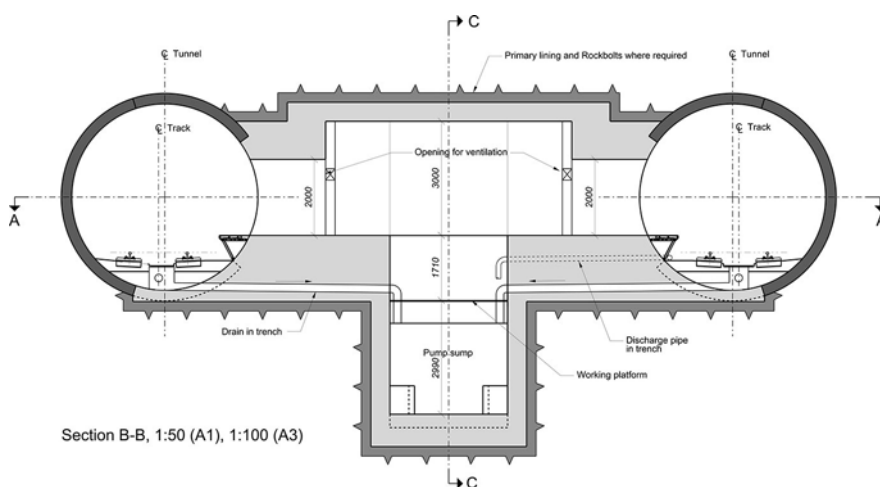 C
℄ Tunnel
Primary lining and Rockbolts where required
℄ Tunnel
℄ Track
℄ Track
Opening for ventilation
2000
3000
2000
A
A
1710
Drain in trench
Discharge pipe
in trench
Pump sump
2990
Working platform
Section B-B, 1:50 (A1), 1:100 (A3)
C